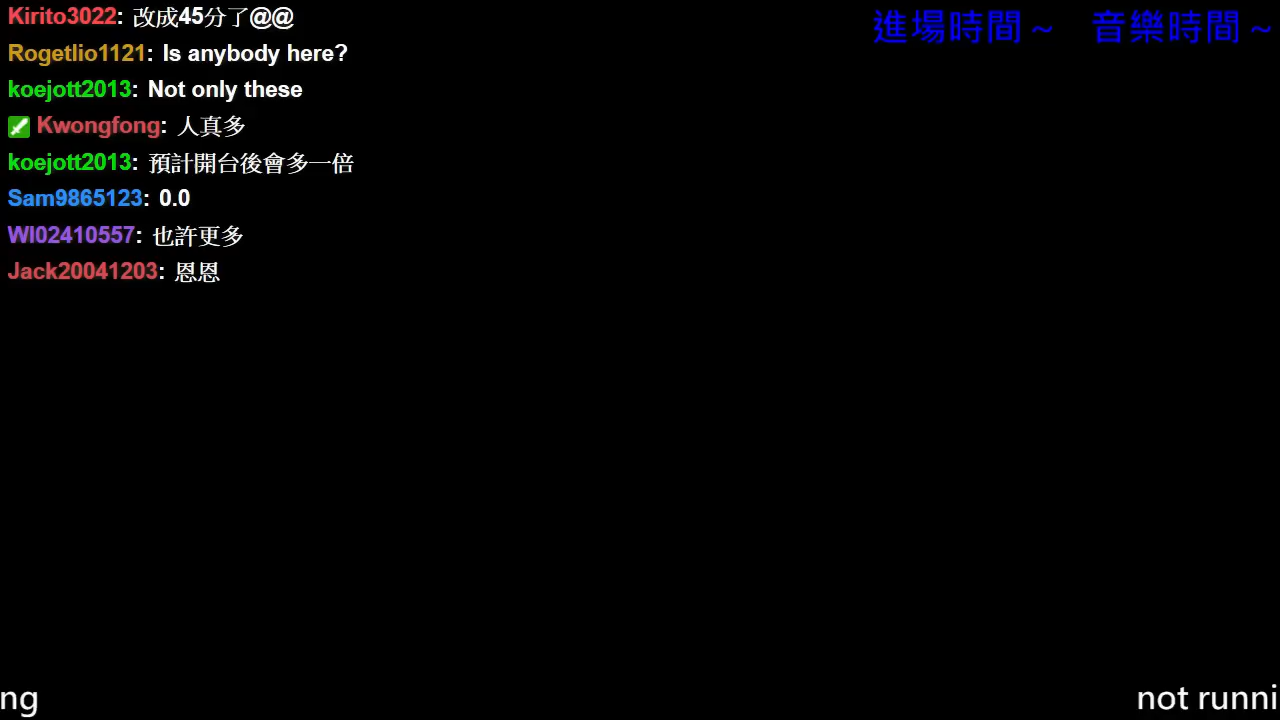 Kirito3022: 改成45分了@@
進場時間~ 音樂時間~
Rogetlio1121: Is anybody here?
koejott2013: Not only these
Kwongfong: 人真多
koejott2013: 預計開台後會多一倍
Sam9865123: 0.0
Wl02410557: 也許更多
Jack20041203: 恩恩
ng
not runni